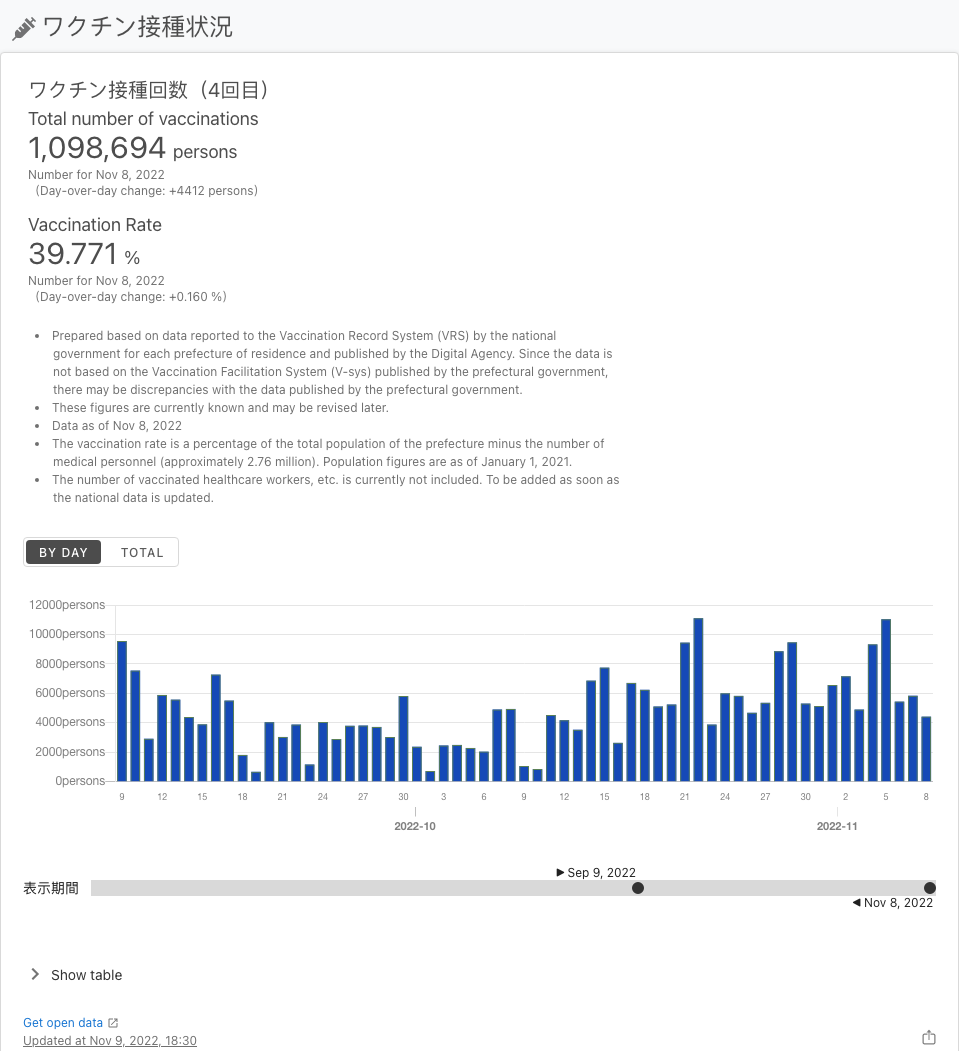 ワクチン接種状況
ワクチン接種回数（4回目）
Total number of vaccinations
1,098,694 persons
Number for Nov 8, 2022
（Day-over-day change: +4412 persons）
Vaccination Rate
39.771 %
Number for Nov 8, 2022
（Day-over-day change: +0.160 %）
• Prepared based on data reported to the Vaccination Record System (VRS) by the national
government for each prefecture of residence and published by the Digital Agency. Since the data is
not based on the Vaccination Facilitation System (V-sys) published by the prefectural government,
there may be discrepancies with the data published by the prefectural government.
• These figures are currently known and may be revised later.
• Data as of Nov 8, 2022
• The vaccination rate is a percentage of the total population of the prefecture minus the number of
medical personnel (approximately 2.76 million). Population figures are as of January 1, 2021.
• The number of vaccinated healthcare workers, etc. is currently not included. To be added as soon as
the national data is updated.
BY DAY TOTAL
12000persons
10000persons
8000persons
6000persons
4000persons
2000persons
0persons
9 12 15 18 21 24 27 30 3 6 9 12 15 18 21 24 27 30 2 5 8
2022-10 2022-11
▶ Sep 9, 2022
表示期間
◀ Nov 8, 2022
Show table
Get open data
Updated at Nov 9, 2022, 18:30